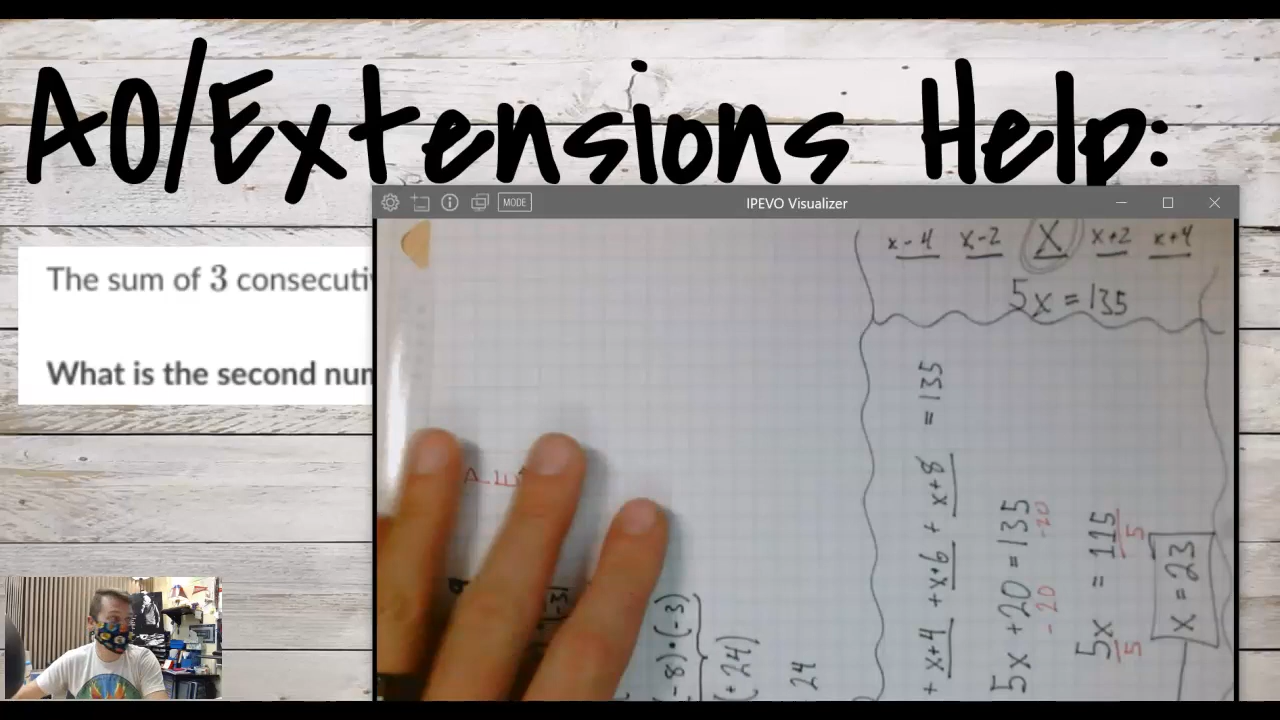 AO/Extensions Help:
MODE
IPEVO Visualizer
The sum of 3 consecuti
What is the second num
x-4 x-2 X x+2 x+4
5x = 135
+ x+4 + x+6 + x+8 = 135
5x + 20 = 135
- 20 -20
5x = 115
5 5
x = 23
|-3|
-8)•(-3)
(+24)
24